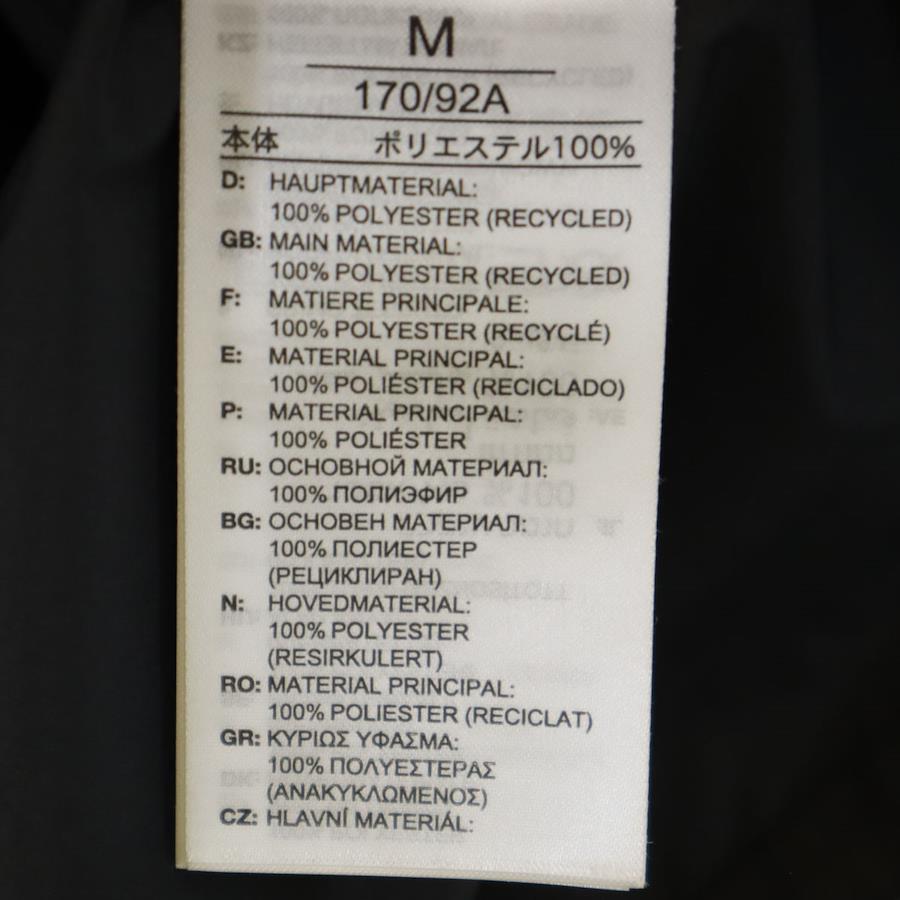 M
170/92A
本体 ポリエステル100%
D: HAUPTMATERIAL:
100% POLYESTER (RECYCLED)
GB: MAIN MATERIAL:
100% POLYESTER (RECYCLED)
F: MATIERE PRINCIPALE:
100% POLYESTER (RECYCLÉ)
E: MATERIAL PRINCIPAL:
100% POLIÉSTER (RECICLADO)
P: MATERIAL PRINCIPAL:
100% POLIÉSTER
RU: ОСНОВНОЙ МАТЕРИАЛ:
100% ПОЛИЭФИР
BG: ОСНОВЕН МАТЕРИАЛ:
100% ПОЛИЕСТЕР
(РЕЦИКЛИРАН)
N: HOVEDMATERIAL:
100% POLYESTER
(RESIRKULERT)
RO: MATERIAL PRINCIPAL:
100% POLIESTER (RECICLAT)
GR: ΚΥΡΙΩΣ ΥΦΑΣΜΑ:
100% ΠΟΛΥΕΣΤΕΡΑΣ
(ΑΝΑΚΥΚΛΩΜΕΝΟΣ)
CZ: HLAVNÍ MATERIÁL: